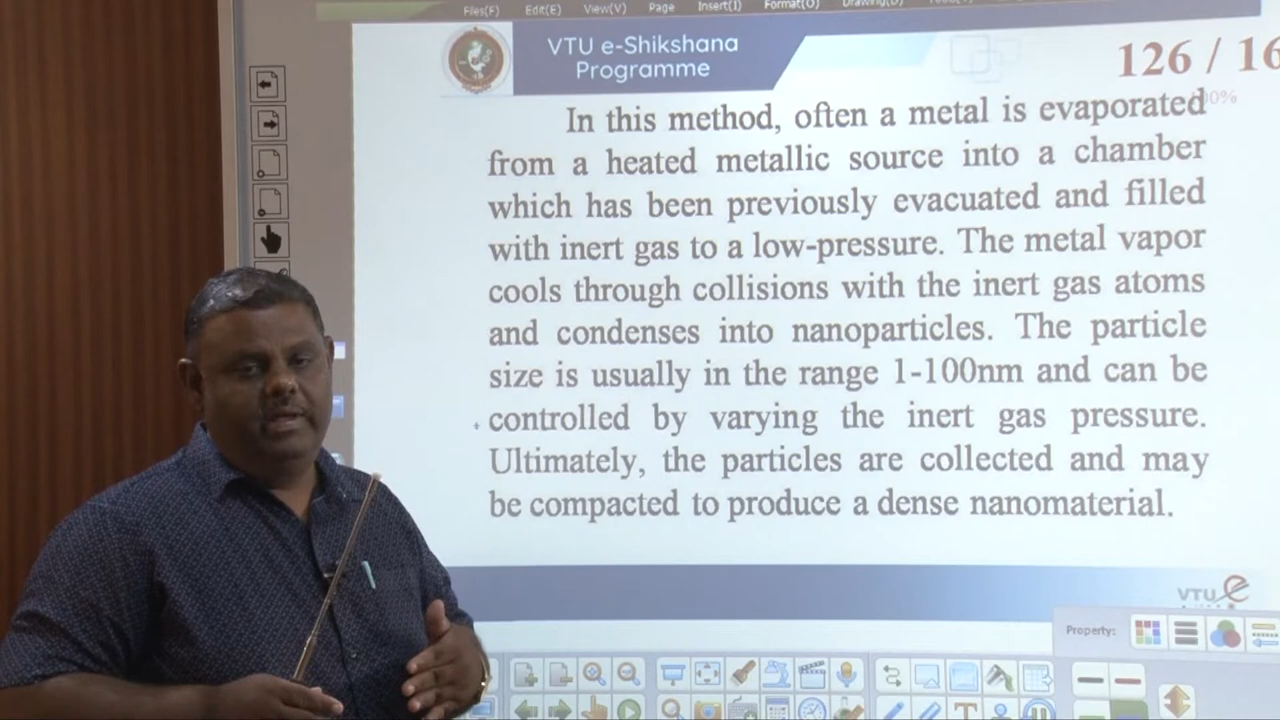 Files(F) Edit(E) View(V) Page Insert(I) Format(O)
VTU e-Shikshana
Programme
126 / 16
00%
In this method, often a metal is evaporated
from a heated metallic source into a chamber
which has been previously evacuated and filled
with inert gas to a low-pressure. The metal vapor
cools through collisions with the inert gas atoms
and condenses into nanoparticles. The particle
size is usually in the range 1-100nm and can be
controlled by varying the inert gas pressure.
Ultimately, the particles are collected and may
be compacted to produce a dense nanomaterial.
VTU e
Property: